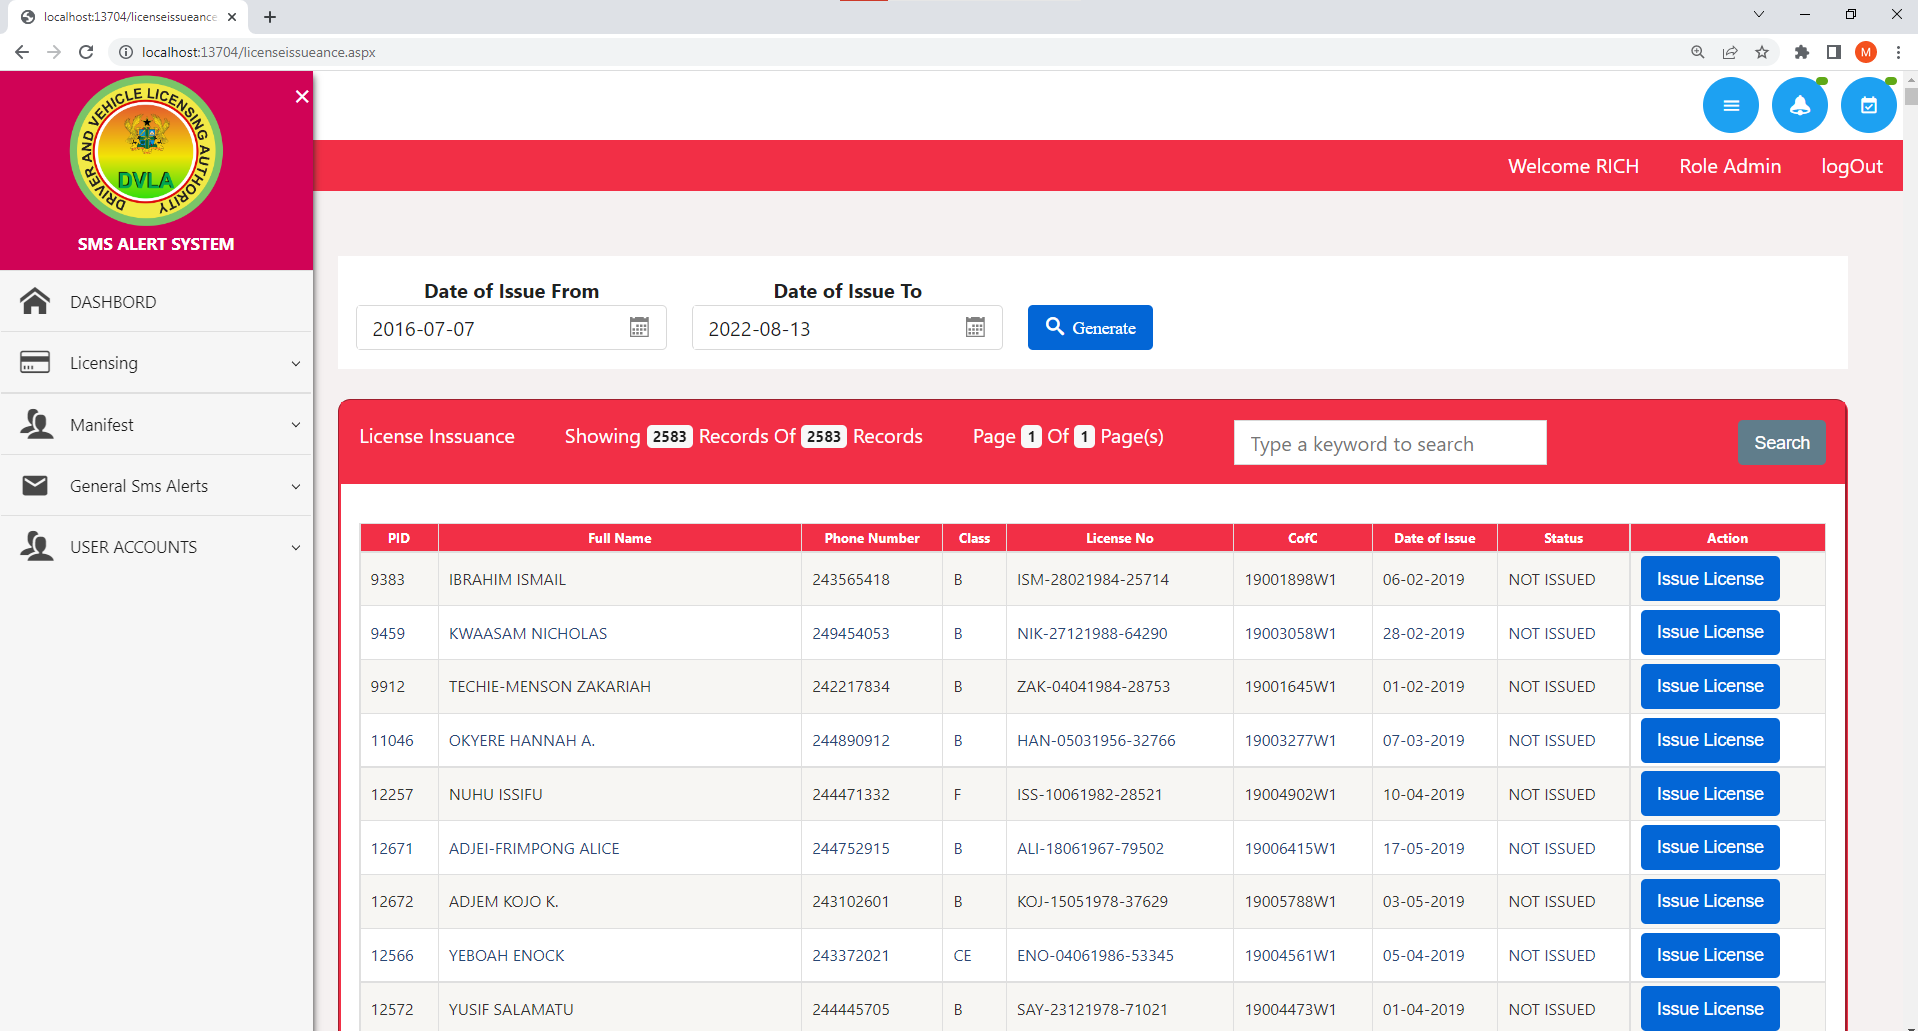 localhost:13704/licenseissueance
localhost:13704/licenseissueance.aspx
M
DRIVER AND VEHICLE LICENSING AUTHORITY
DVLA
SMS ALERT SYSTEM
Welcome RICH Role Admin logOut
DASHBORD
Licensing
Manifest
General Sms Alerts
USER ACCOUNTS
Date of Issue From Date of Issue To
2016-07-07 2022-08-13 Generate
License Inssuance Showing 2583 Records Of 2583 Records Page 1 Of 1 Page(s) Type a keyword to search Search
PID Full Name Phone Number Class License No CofC Date of Issue Status Action
9383 IBRAHIM ISMAIL 243565418 B ISM-28021984-25714 19001898W1 06-02-2019 NOT ISSUED Issue License
9459 KWAASAM NICHOLAS 249454053 B NIK-27121988-64290 19003058W1 28-02-2019 NOT ISSUED Issue License
9912 TECHIE-MENSON ZAKARIAH 242217834 B ZAK-04041984-28753 19001645W1 01-02-2019 NOT ISSUED Issue License
11046 OKYERE HANNAH A. 244890912 B HAN-05031956-32766 19003277W1 07-03-2019 NOT ISSUED Issue License
12257 NUHU ISSIFU 244471332 F ISS-10061982-28521 19004902W1 10-04-2019 NOT ISSUED Issue License
12671 ADJEI-FRIMPONG ALICE 244752915 B ALI-18061967-79502 19006415W1 17-05-2019 NOT ISSUED Issue License
12672 ADJEM KOJO K. 243102601 B KOJ-15051978-37629 19005788W1 03-05-2019 NOT ISSUED Issue License
12566 YEBOAH ENOCK 243372021 CE ENO-04061986-53345 19004561W1 05-04-2019 NOT ISSUED Issue License
12572 YUSIF SALAMATU 244445705 B SAY-23121978-71021 19004473W1 01-04-2019 NOT ISSUED Issue License